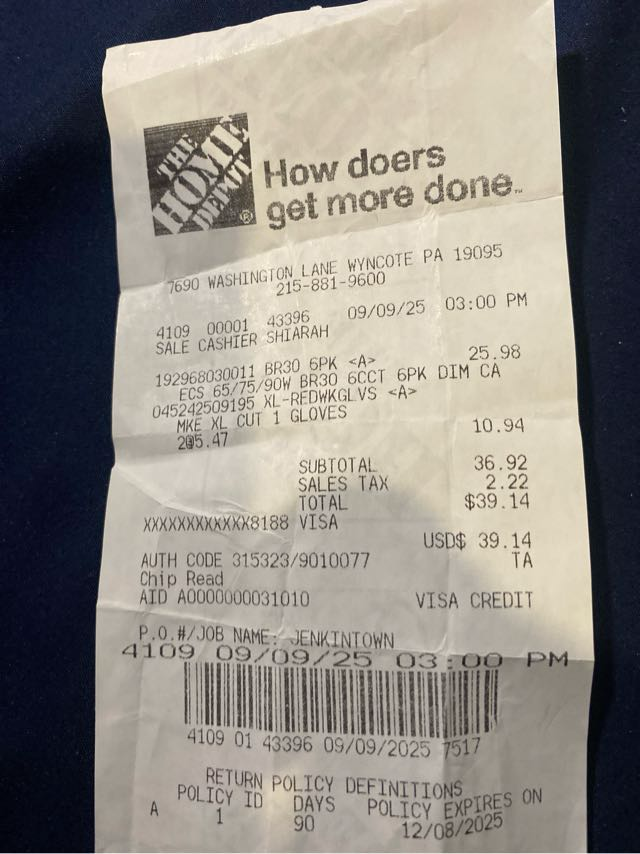 THE
HOME
DEPOT®
How doers
get more done™
7690 WASHINGTON LANE WYNCOTE PA 19095
215-881-9600
4109 00001 43396 09/09/25 03:00 PM
SALE CASHIER SHIARAH
192968030011 BR30 6PK <A> 25.98
ECS 65/75/90W BR30 6CCT 6PK DIM CA
045242509195 XL-REDWKGLVS <A>
MKE XL CUT 1 GLOVES
2@5.47 10.94
SUBTOTAL 36.92
SALES TAX 2.22
TOTAL $39.14
XXXXXXXXXXXX8188 VISA
USD$ 39.14
AUTH CODE 315323/9010077 TA
Chip Read
AID A0000000031010 VISA CREDIT
P.O.#/JOB NAME: JENKINTOWN
4109 09/09/25 03:00 PM
4109 01 43396 09/09/2025 7517
RETURN POLICY DEFINITIONS
POLICY ID DAYS POLICY EXPIRES ON
A 1 90 12/08/2025